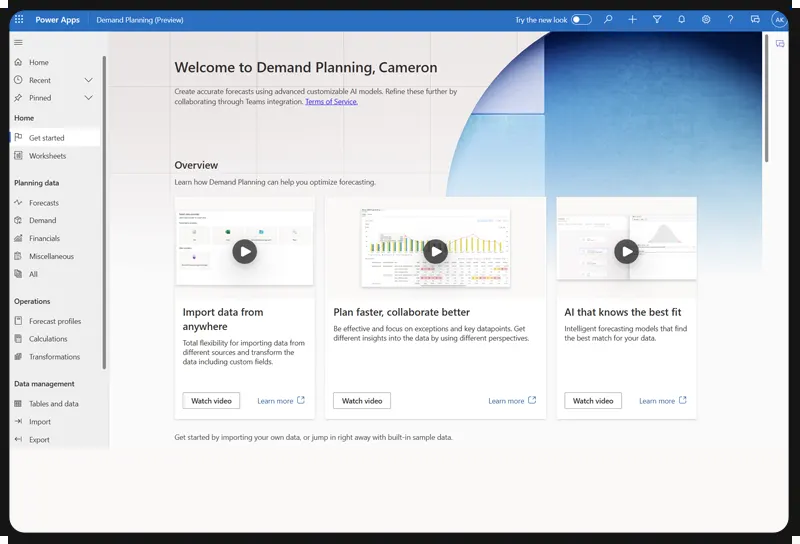 Power Apps
Demand Planning (Preview)
Try the new look
AK
Home
Recent
Pinned
Home
Get started
Worksheets
Planning data
Forecasts
Demand
Financials
Miscellaneous
All
Operations
Forecast profiles
Calculations
Transformations
Data management
Tables and data
Import
Export
Welcome to Demand Planning, Cameron
Create accurate forecasts using advanced customizable AI models. Refine these further by
collaborating through Teams integration. Terms of Service.
Overview
Learn how Demand Planning can help you optimize forecasting.
Import data from
anywhere
Total flexibility for importing data from
different sources and transform the
data including custom fields.
Watch video
Learn more
Plan faster, collaborate better
Be effective and focus on exceptions and key datapoints. Get
different insights into the data by using different perspectives.
Watch video
Learn more
AI that knows the best fit
Intelligent forecasting models that find
the best match for your data.
Watch video
Learn more
Get started by importing your own data, or jump in right away with built-in sample data.